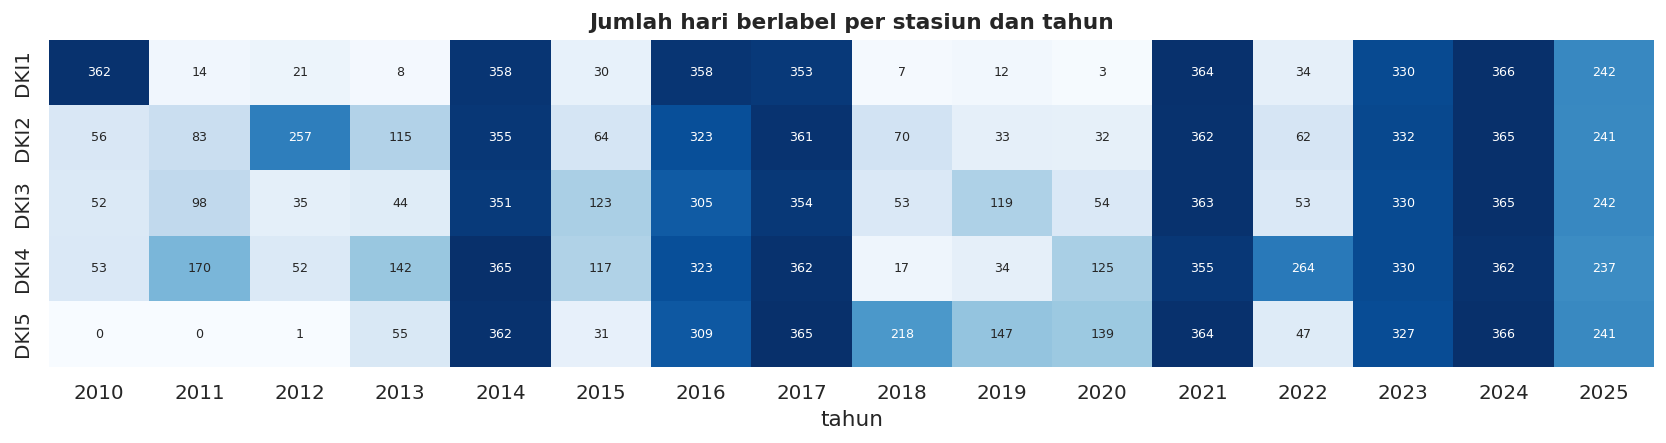 Jumlah hari berlabel per stasiun dan tahun
DKI1 362 14 21 8 358 30 358 353 7 12 3 364 34 330 366 242
DKI2 56 83 257 115 355 64 323 361 70 33 32 362 62 332 365 241
DKI3 52 98 35 44 351 123 305 354 53 119 54 363 53 330 365 242
DKI4 53 170 52 142 365 117 323 362 17 34 125 355 264 330 362 237
DKI5 0 0 1 55 362 31 309 365 218 147 139 364 47 327 366 241
2010 2011 2012 2013 2014 2015 2016 2017 2018 2019 2020 2021 2022 2023 2024 2025
tahun